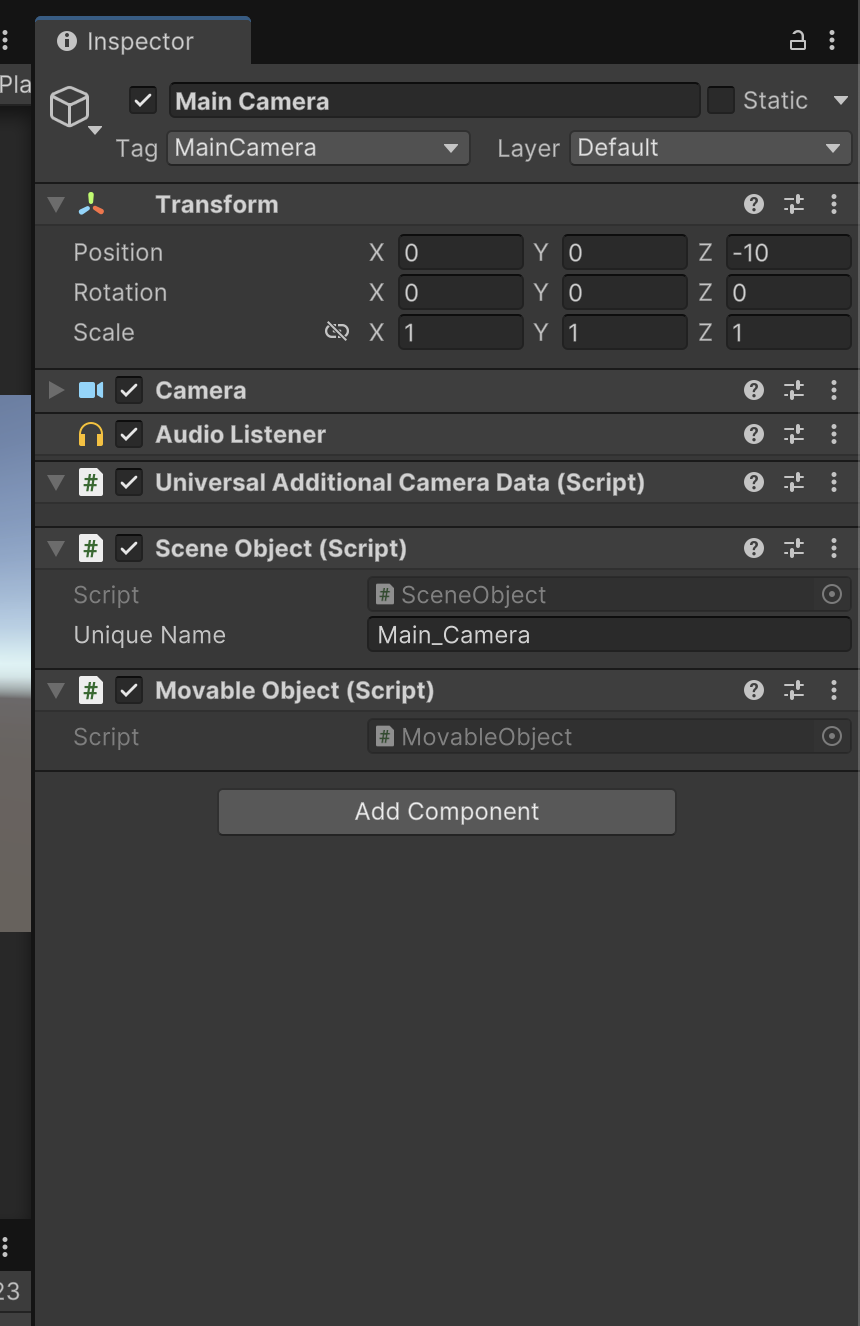 Inspector
Pla
Main Camera Static
Tag MainCamera Layer Default
Transform
Position X 0 Y 0 Z -10
Rotation X 0 Y 0 Z 0
Scale X 1 Y 1 Z 1
Camera
Audio Listener
# Universal Additional Camera Data (Script)
# Scene Object (Script)
Script # SceneObject
Unique Name Main_Camera
# Movable Object (Script)
Script # MovableObject
Add Component
23